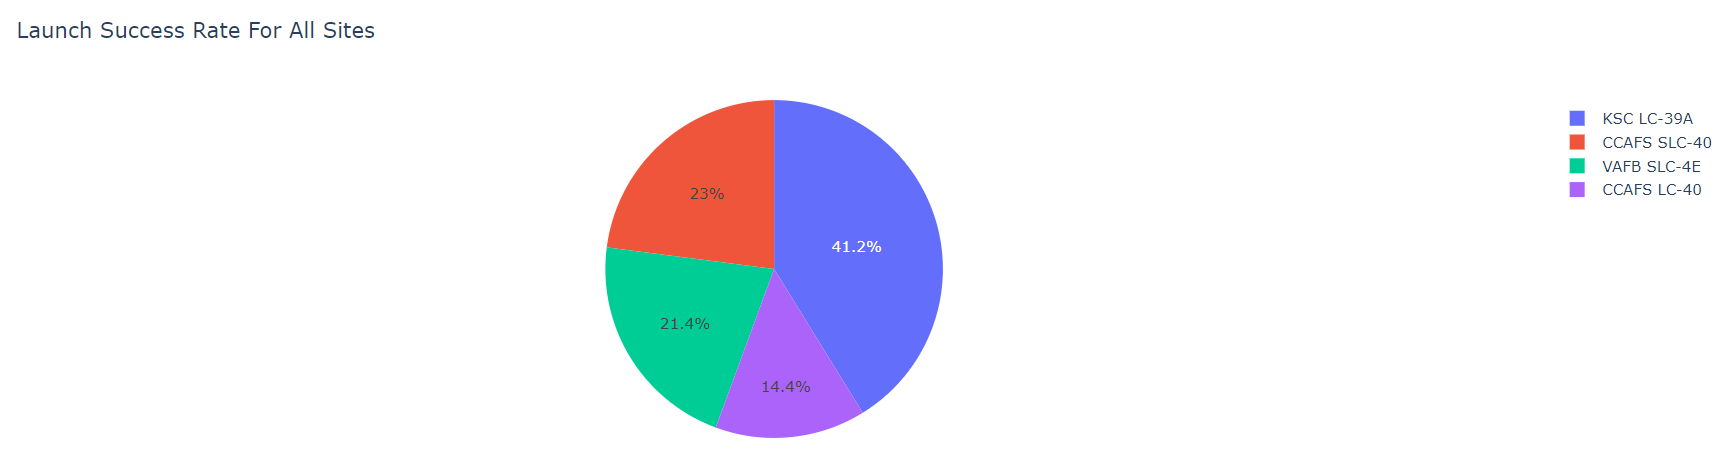 Launch Success Rate For All Sites
KSC LC-39A
CCAFS SLC-40
VAFB SLC-4E
CCAFS LC-40
23%
41.2%
21.4%
14.4%